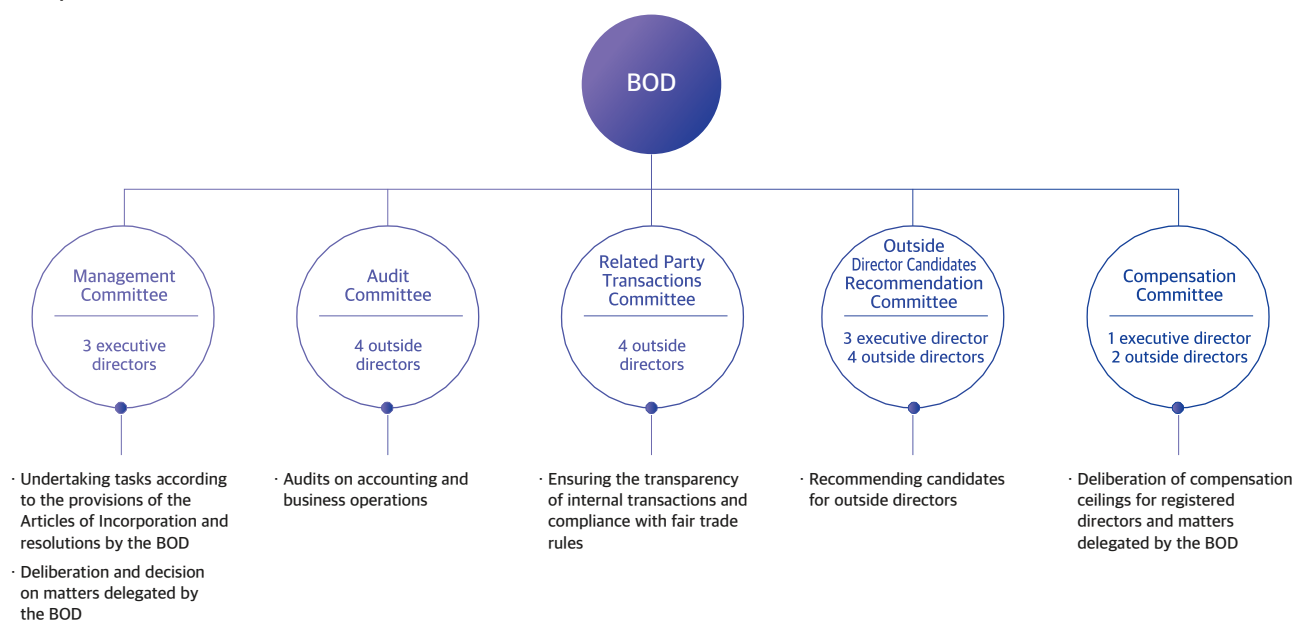 BOD
Management
Committee
3 executive
directors
· Undertaking tasks according
to the provisions of the
Articles of Incorporation and
resolutions by the BOD
· Deliberation and decision
on matters delegated by
the BOD
Audit
Committee
4 outside
directors
· Audits on accounting and
business operations
Related Party
Transactions
Committee
4 outside
directors
· Ensuring the transparency
of internal transactions and
compliance with fair trade
rules
Outside
Director Candidates
Recommendation
Committee
3 executive director
4 outside directors
· Recommending candidates
for outside directors
Compensation
Committee
1 executive director
2 outside directors
· Deliberation of compensation
ceilings for registered
directors and matters
delegated by the BOD